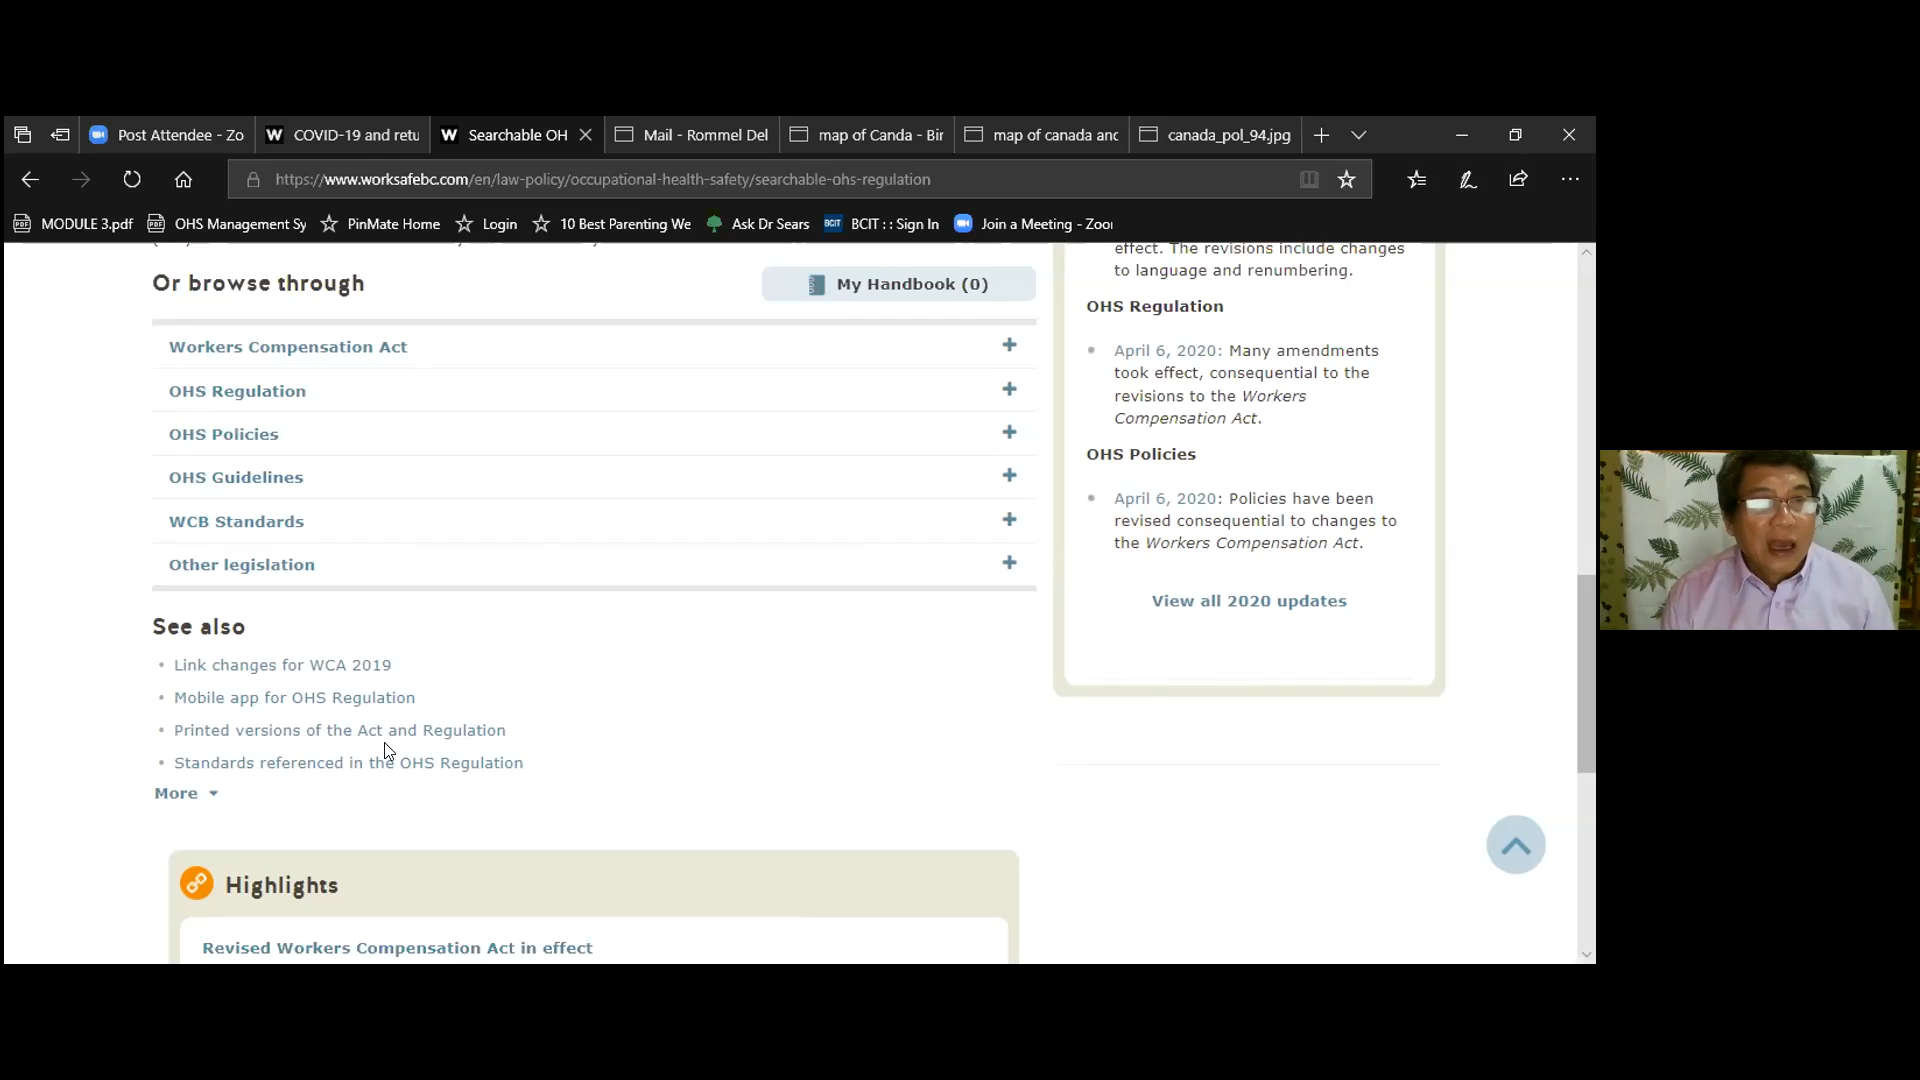 Post Attendee - Zo
COVID-19 and retu
Searchable OH
Mail - Rommel Del
map of Canda - Bir
map of canada anc
canada_pol_94.jpg
https://www.worksafebc.com/en/law-policy/occupational-health-safety/searchable-ohs-regulation
MODULE 3.pdf
OHS Management Sy
PinMate Home
Login
10 Best Parenting We
Ask Dr Sears
BCIT
BCIT : : Sign In
Join a Meeting - Zoor
Or browse through
My Handbook (0)
Workers Compensation Act
OHS Regulation
OHS Policies
OHS Guidelines
WCB Standards
Other legislation
See also
• Link changes for WCA 2019
• Mobile app for OHS Regulation
• Printed versions of the Act and Regulation
• Standards referenced in the OHS Regulation
More
Highlights
Revised Workers Compensation Act in effect
effect. The revisions include changes
to language and renumbering.
OHS Regulation
• April 6, 2020: Many amendments
took effect, consequential to the
revisions to the Workers
Compensation Act.
OHS Policies
• April 6, 2020: Policies have been
revised consequential to changes to
the Workers Compensation Act.
View all 2020 updates